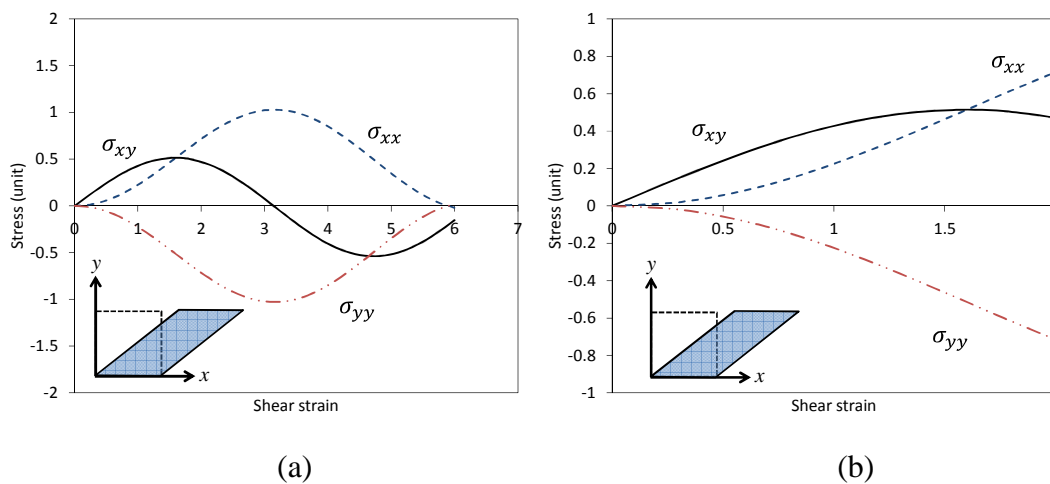 2
1.5
1
0.5
0
-0.5
-1
-1.5
-2
0 1 2 3 4 5 6 7
Stress (unit)
Shear strain
σxy
σxx
σyy
y
x
(a)
1
0.8
0.6
0.4
0.2
0
-0.2
-0.4
-0.6
-0.8
-1
0 0.5 1 1.5
Stress (unit)
Shear strain
σxx
σxy
σyy
y
x
(b)